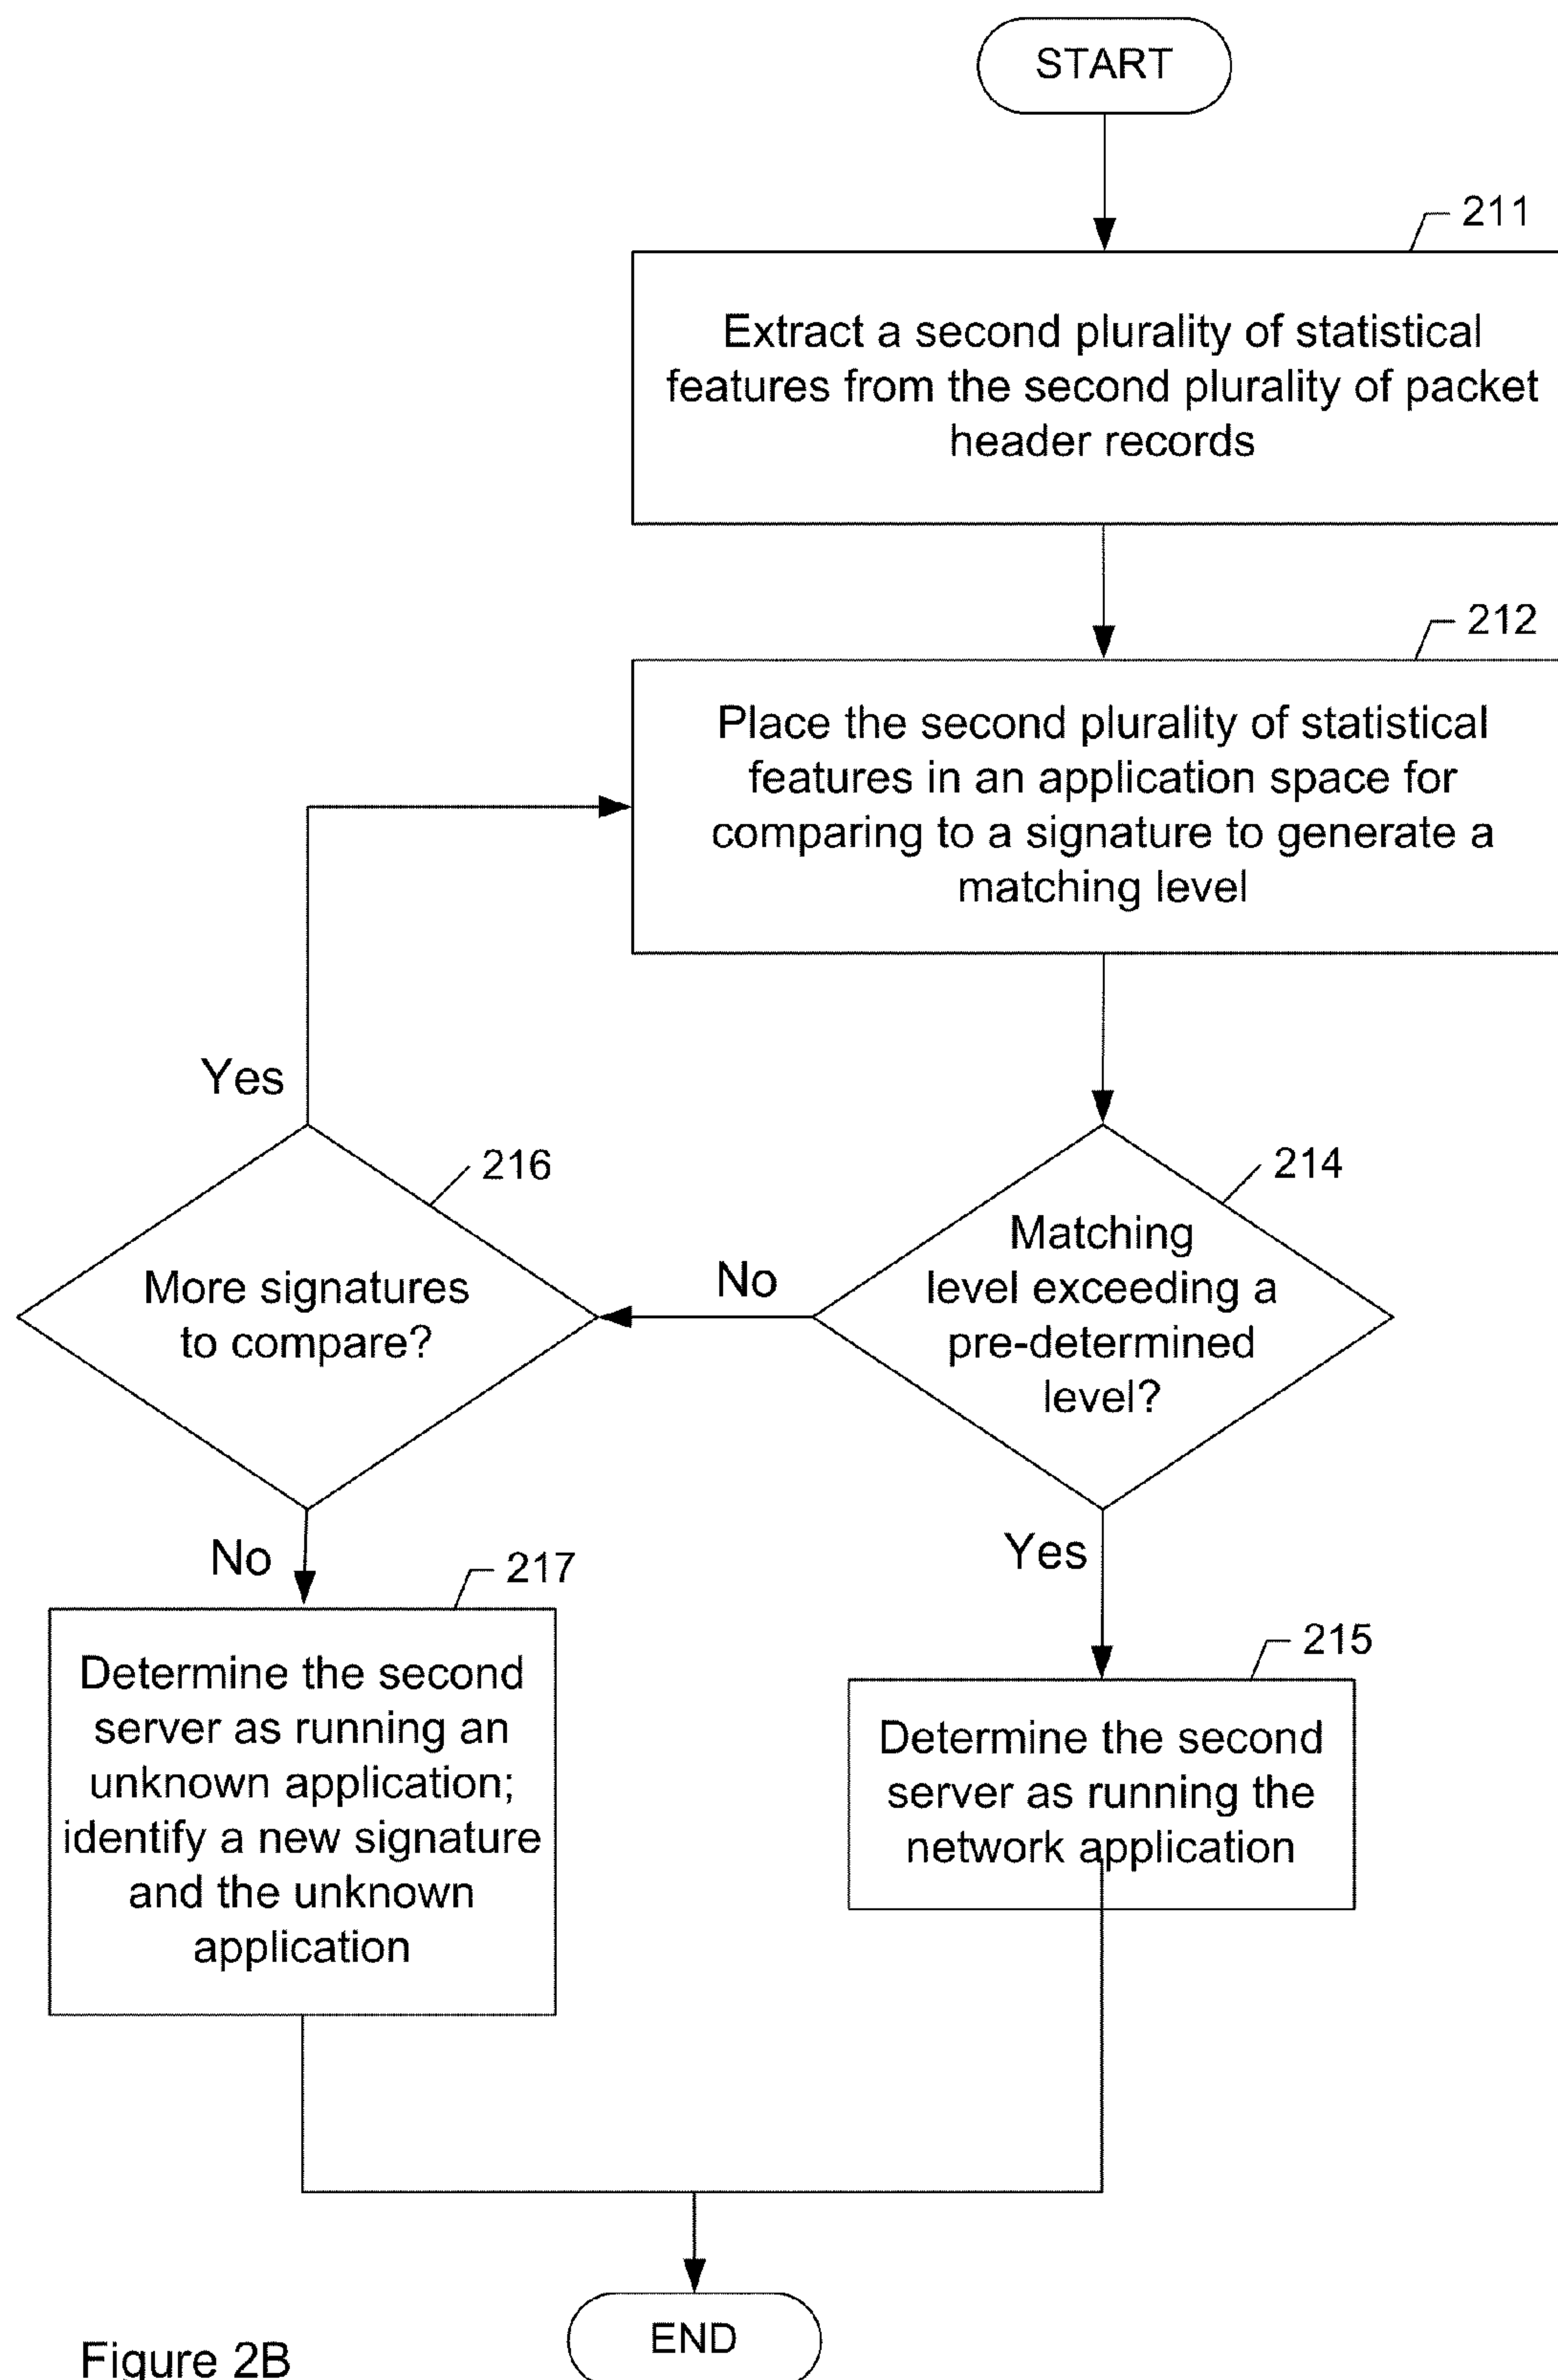 START
211
Extract a second plurality of statistical
features from the second plurality of packet
header records
212
Place the second plurality of statistical
features in an application space for
comparing to a signature to generate a
matching level
Yes
216
More signatures
to compare?
No
214
Matching
level exceeding a
pre-determined
level?
No
217
Determine the second
server as running an
unknown application;
identify a new signature
and the unknown
application
Yes
215
Determine the second
server as running the
network application
END
Figure 2B